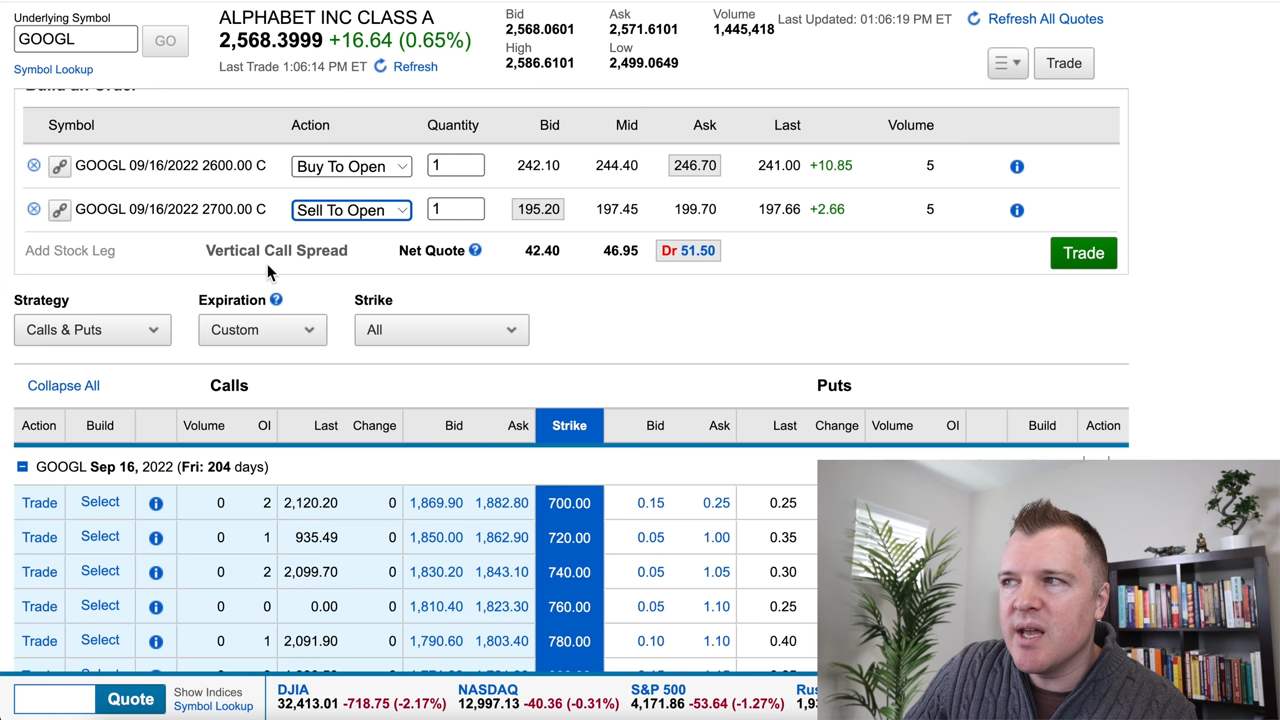 Underlying Symbol
GOOGL GO
Symbol Lookup
ALPHABET INC CLASS A
2,568.3999 +16.64 (0.65%)
Last Trade 1:06:14 PM ET Refresh
Bid Ask Volume
2,568.0601 2,571.6101 1,445,418
High Low
2,586.6101 2,499.0649
Last Updated: 01:06:19 PM ET Refresh All Quotes
Trade
Build an Order
Symbol Action Quantity Bid Mid Ask Last Volume
GOOGL 09/16/2022 2600.00 C Buy To Open 1 242.10 244.40 246.70 241.00 +10.85 5
GOOGL 09/16/2022 2700.00 C Sell To Open 1 195.20 197.45 199.70 197.66 +2.66 5
Add Stock Leg Vertical Call Spread Net Quote ? 42.40 46.95 Dr 51.50 Trade
Strategy Expiration ? Strike
Calls & Puts Custom All
Collapse All Calls Puts
Action Build Volume OI Last Change Bid Ask Strike Bid Ask Last Change Volume OI Build Action
GOOGL Sep 16, 2022 (Fri: 204 days)
Trade Select 0 2 2,120.20 0 1,869.90 1,882.80 700.00 0.15 0.25 0.25
Trade Select 0 1 935.49 0 1,850.00 1,862.90 720.00 0.05 1.00 0.35
Trade Select 0 2 2,099.70 0 1,830.20 1,843.10 740.00 0.05 1.05 0.30
Trade Select 0 0 0.00 0 1,810.40 1,823.30 760.00 0.05 1.10 0.25
Trade Select 0 1 2,091.90 0 1,790.60 1,803.40 780.00 0.10 1.10 0.40
Quote
Show Indices
Symbol Lookup
DJIA NASDAQ S&P 500 Rus
32,413.01 -718.75 (-2.17%) 12,997.13 -40.36 (-0.31%) 4,171.86 -53.64 (-1.27%) 1,93